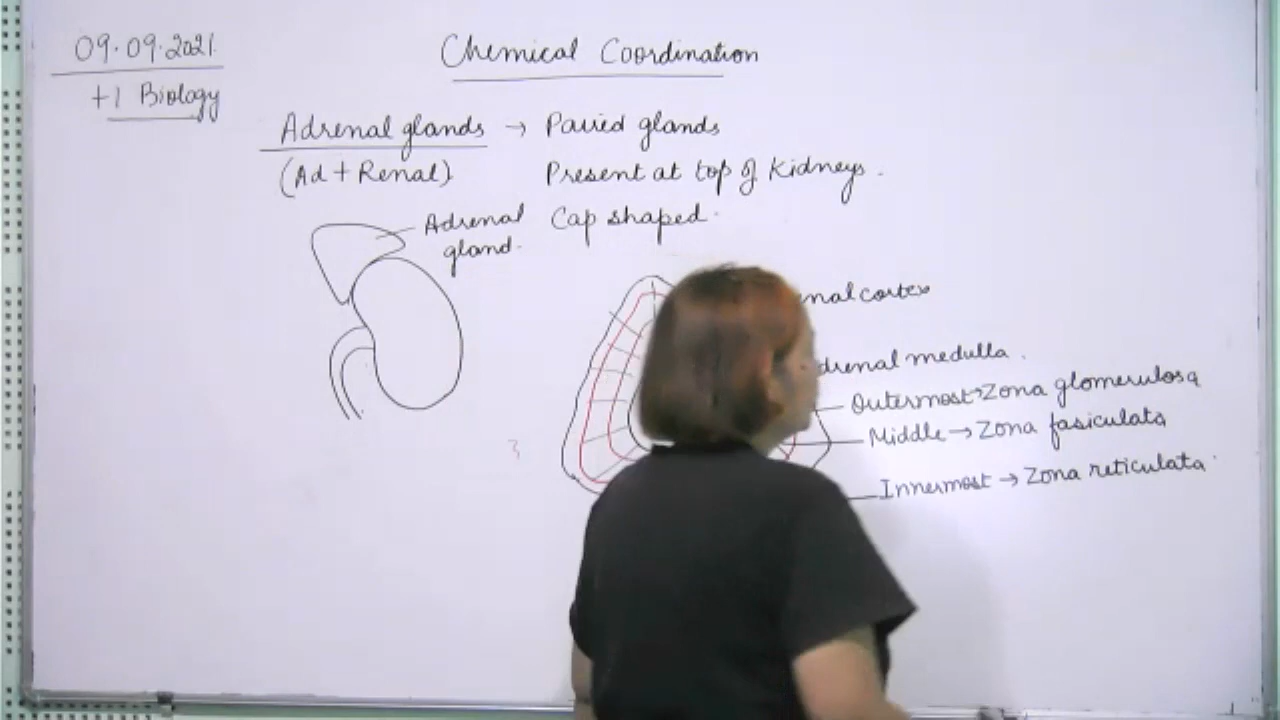 09.09.2021
Chemical Coordination
+1 Biology
Adrenal glands → Paired glands
(Ad + Renal) Present at top of Kidneys.
Adrenal gland. Cap shaped.
nal cortex
drenal medulla.
Outermost → Zona glomerulosa
Middle → Zona fasiculata
Innermost → Zona reticulata
3